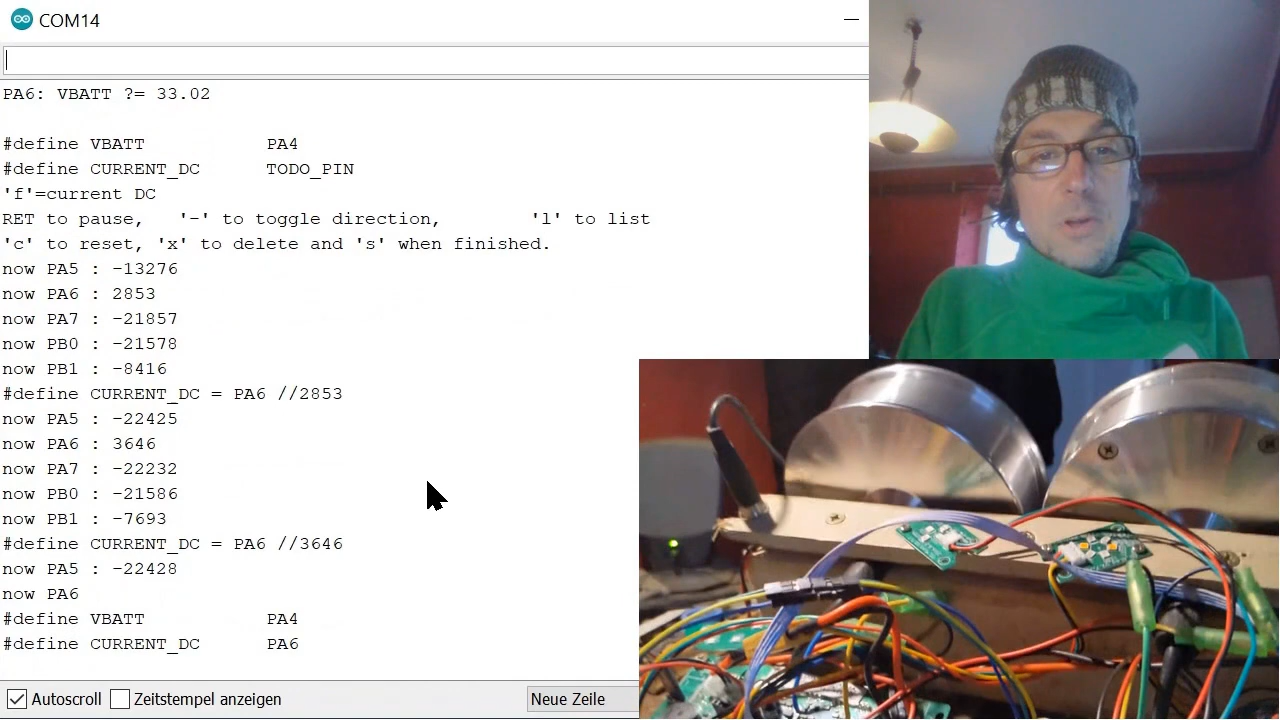 COM14
PA6: VBATT ?= 33.02
#define VBATT PA4
#define CURRENT_DC TODO_PIN
'f'=current DC
RET to pause, '-' to toggle direction, 'l' to list
'c' to reset, 'x' to delete and 's' when finished.
now PA5 : -13276
now PA6 : 2853
now PA7 : -21857
now PB0 : -21578
now PB1 : -8416
#define CURRENT_DC = PA6 //2853
now PA5 : -22425
now PA6 : 3646
now PA7 : -22232
now PB0 : -21586
now PB1 : -7693
#define CURRENT_DC = PA6 //3646
now PA5 : -22428
now PA6
#define VBATT PA4
#define CURRENT_DC PA6
Autoscroll Zeitstempel anzeigen Neue Zeile